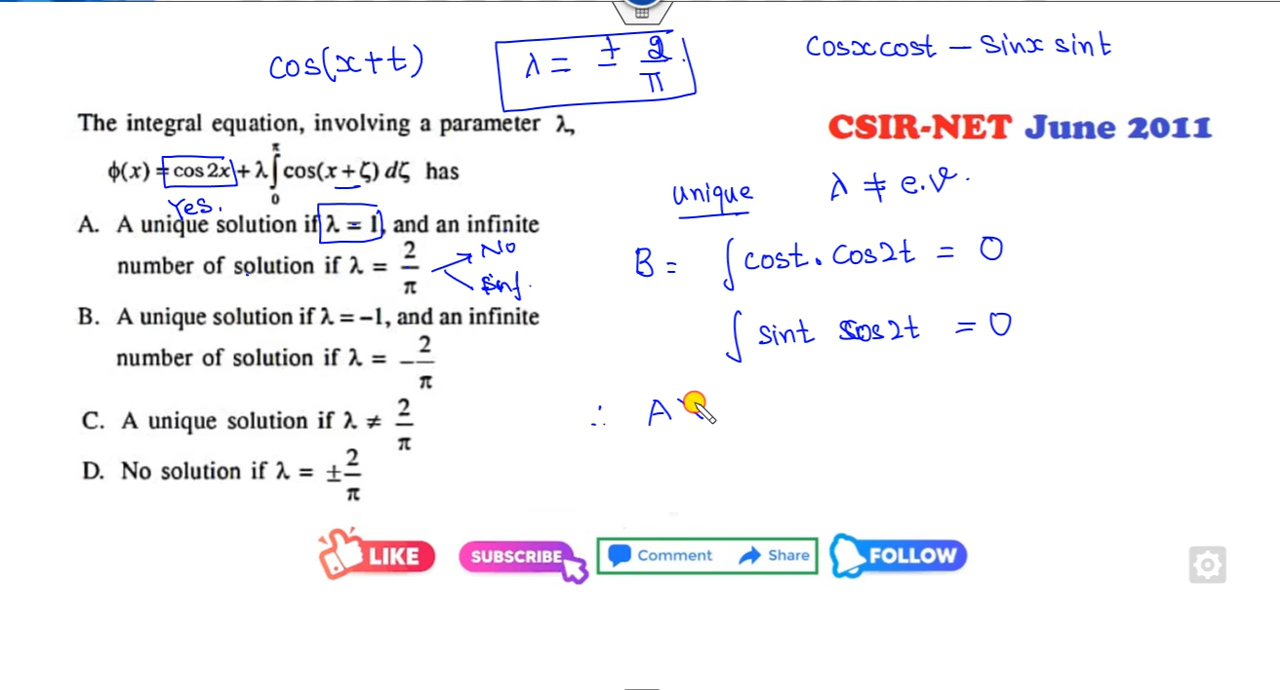 cos(x+t)
λ = ± 2/π
cosx cost − sinx sint
The integral equation, involving a parameter λ,
CSIR-NET June 2011
ϕ(x) = cos 2x + λ∫₀^π cos(x + ζ) dζ has
Yes.
unique λ ≠ e.v.
A. A unique solution if λ = 1, and an infinite
number of solution if λ = 2/π
No
inf.
B = ∫ cost. cos2t = 0
B. A unique solution if λ = −1, and an infinite
number of solution if λ = −2/π
∫ sint cos2t = 0
C. A unique solution if λ ≠ 2/π
∴ A
D. No solution if λ = ±2/π
LIKE SUBSCRIBE Comment Share FOLLOW